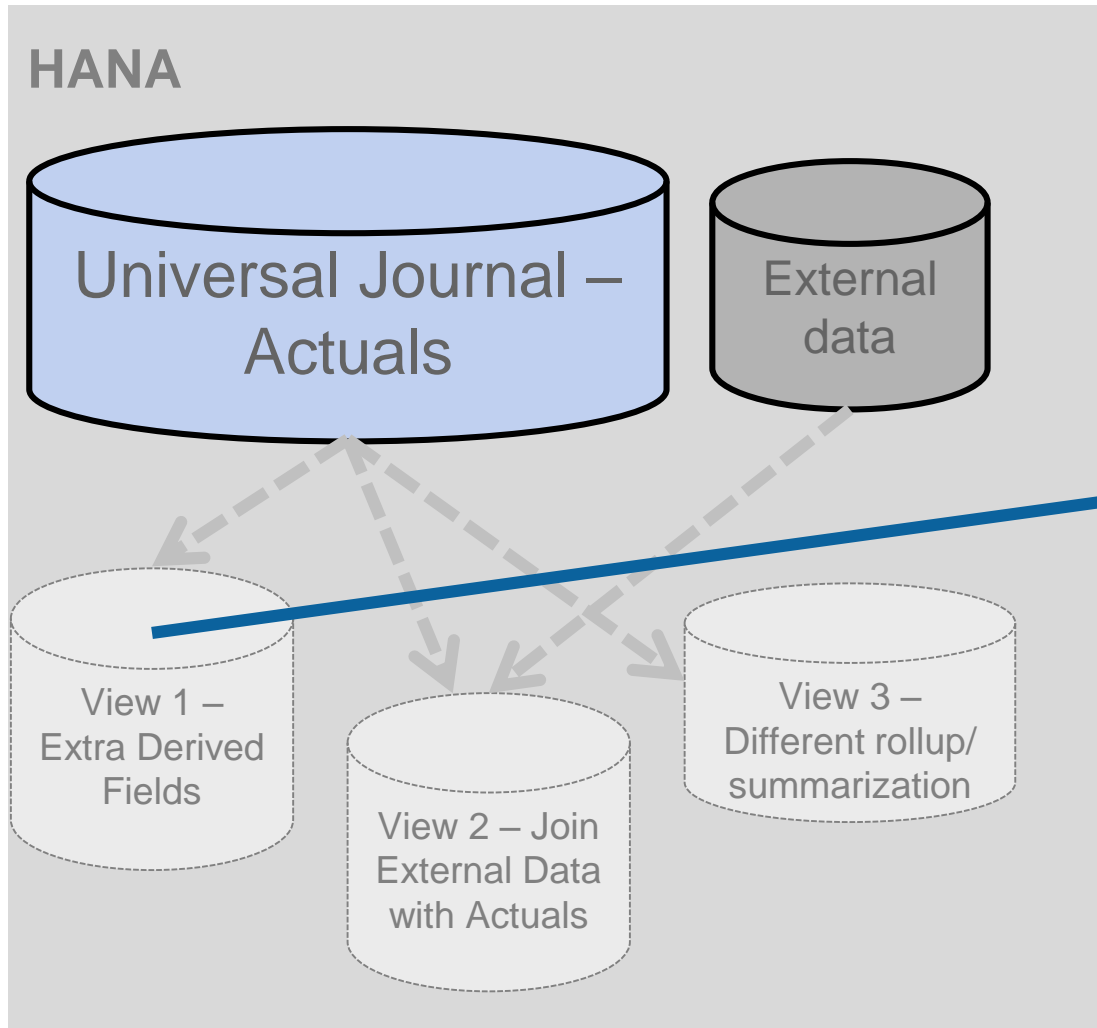 HANA
Universal Journal –
Actuals
External
data
View 1 –
Extra Derived
Fields
View 2 – Join
External Data
with Actuals
View 3 –
Different rollup/
summarization